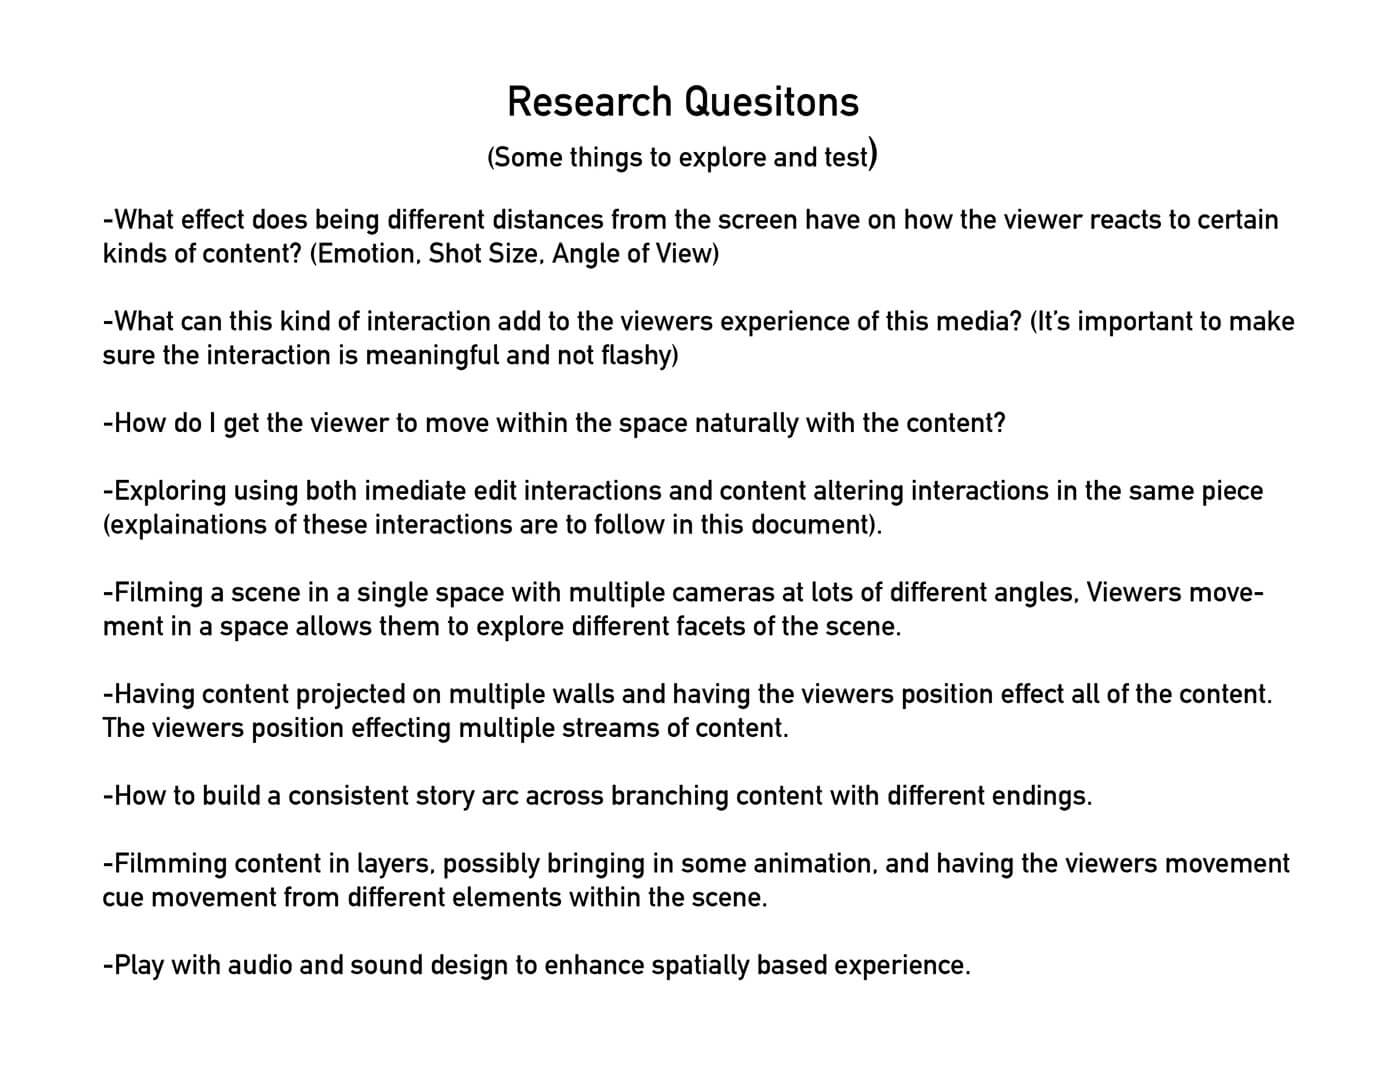 Research Quesitons
(Some things to explore and test)
-What effect does being different distances from the screen have on how the viewer reacts to certain
kinds of content? (Emotion, Shot Size, Angle of View)
-What can this kind of interaction add to the viewers experience of this media? (It’s important to make
sure the interaction is meaningful and not flashy)
-How do I get the viewer to move within the space naturally with the content?
-Exploring using both imediate edit interactions and content altering interactions in the same piece
(explainations of these interactions are to follow in this document).
-Filming a scene in a single space with multiple cameras at lots of different angles, Viewers move-
ment in a space allows them to explore different facets of the scene.
-Having content projected on multiple walls and having the viewers position effect all of the content.
The viewers position effecting multiple streams of content.
-How to build a consistent story arc across branching content with different endings.
-Filmming content in layers, possibly bringing in some animation, and having the viewers movement
cue movement from different elements within the scene.
-Play with audio and sound design to enhance spatially based experience.